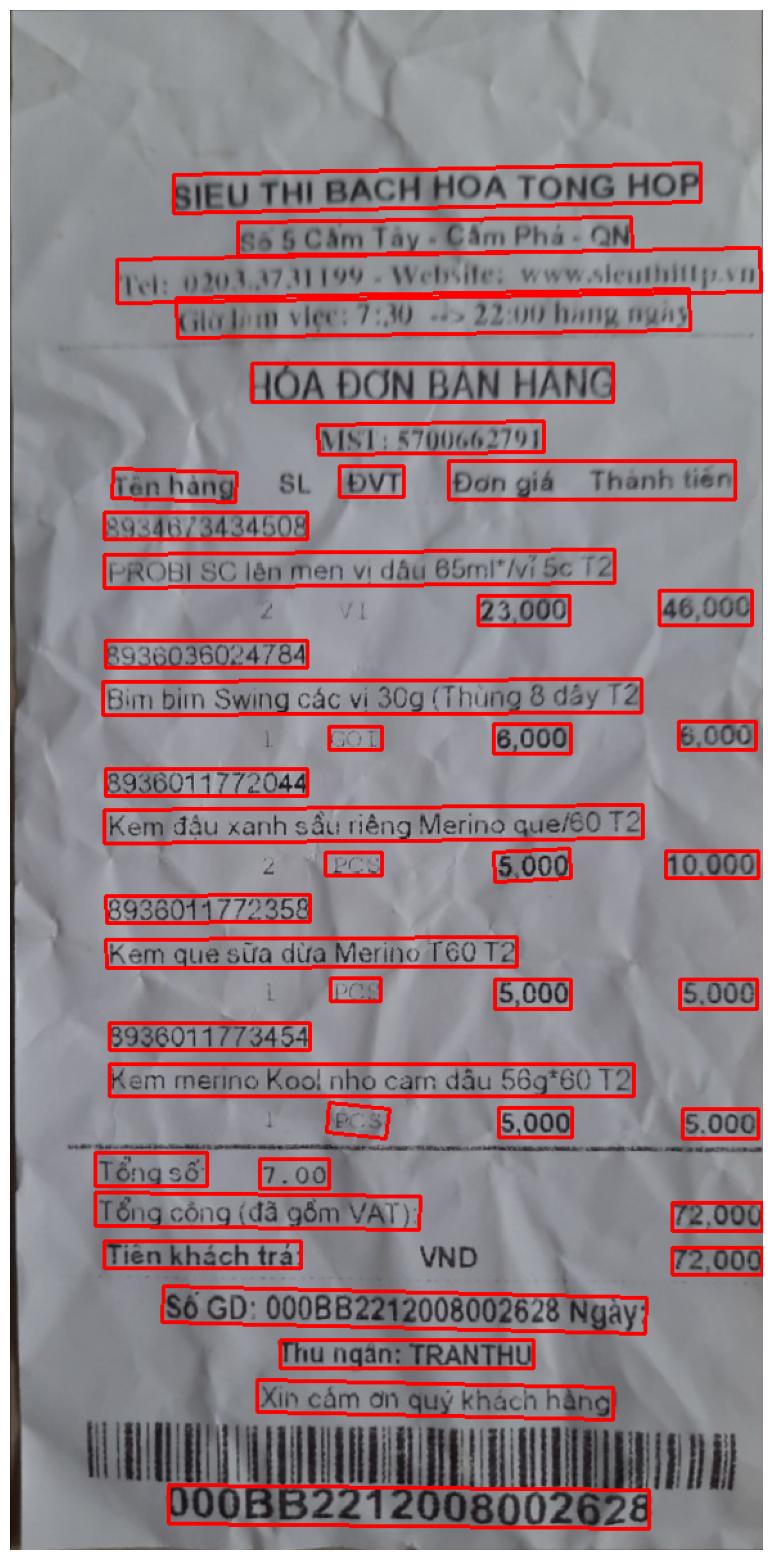 SIEU THI BACH HOA TONG HOP
Số 5 Cẩm Tây - Cẩm Phả - QN
Tel: 0203.3731199 - Website: www.sieuthittp.vn
Giờ làm việc: 7:30 --> 22:00 hàng ngày
HÓA ĐƠN BÁN HÀNG
MST: 5700662791
Tên hàng SL ĐVT Đơn giá Thành tiền
8934673434508
PROBI SC lên men vị dâu 65ml*/vỉ 5c T2
2 VI 23,000 46,000
8936036024784
Bim bim Swing các vị 30g (Thùng 8 dây T2
1 GOI 6,000 6,000
8936011772044
Kem đậu xanh sầu riêng Merino que/60 T2
2 PCS 5,000 10,000
8936011772358
Kem que sữa dừa Merino T60 T2
1 PCS 5,000 5,000
8936011773454
Kem merino Kool nho cam dâu 56g*60 T2
1 PCS 5,000 5,000
Tổng số: 7.00
Tổng cộng (đã gồm VAT): 72,000
Tiền khách trả: VND 72,000
Số GD: 000BB2212008002628 Ngày:
Thu ngân: TRANTHU
Xin cảm ơn quý khách hàng
000BB2212008002628